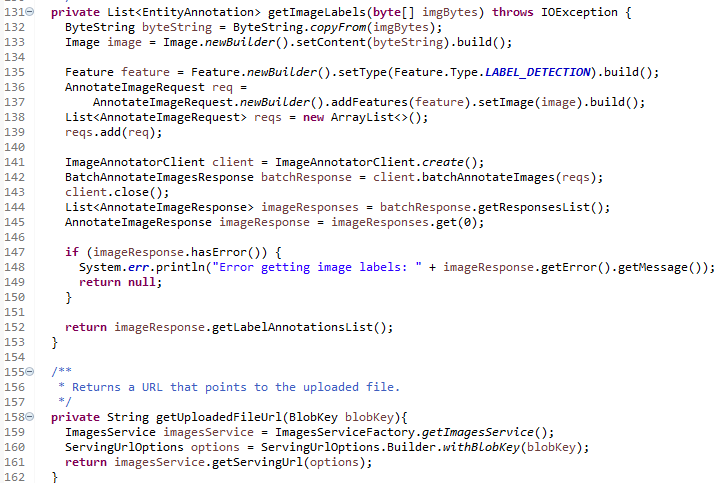 131 private List<EntityAnnotation> getImageLabels(byte[] imgBytes) throws IOException {
132 ByteString byteString = ByteString.copyFrom(imgBytes);
133 Image image = Image.newBuilder().setContent(byteString).build();
134
135 Feature feature = Feature.newBuilder().setType(Feature.Type.LABEL_DETECTION).build();
136 AnnotateImageRequest req =
137 AnnotateImageRequest.newBuilder().addFeatures(feature).setImage(image).build();
138 List<AnnotateImageRequest> reqs = new ArrayList<>();
139 reqs.add(req);
140
141 ImageAnnotatorClient client = ImageAnnotatorClient.create();
142 BatchAnnotateImagesResponse batchResponse = client.batchAnnotateImages(reqs);
143 client.close();
144 List<AnnotateImageResponse> imageResponses = batchResponse.getResponsesList();
145 AnnotateImageResponse imageResponse = imageResponses.get(0);
146
147 if (imageResponse.hasError()) {
148 System.err.println("Error getting image labels: " + imageResponse.getError().getMessage());
149 return null;
150 }
151
152 return imageResponse.getLabelAnnotationsList();
153 }
154
155 /**
156 * Returns a URL that points to the uploaded file.
157 */
158 private String getUploadedFileUrl(BlobKey blobKey){
159 ImagesService imagesService = ImagesServiceFactory.getImagesService();
160 ServingUrlOptions options = ServingUrlOptions.Builder.withBlobKey(blobKey);
161 return imagesService.getServingUrl(options);
162 }